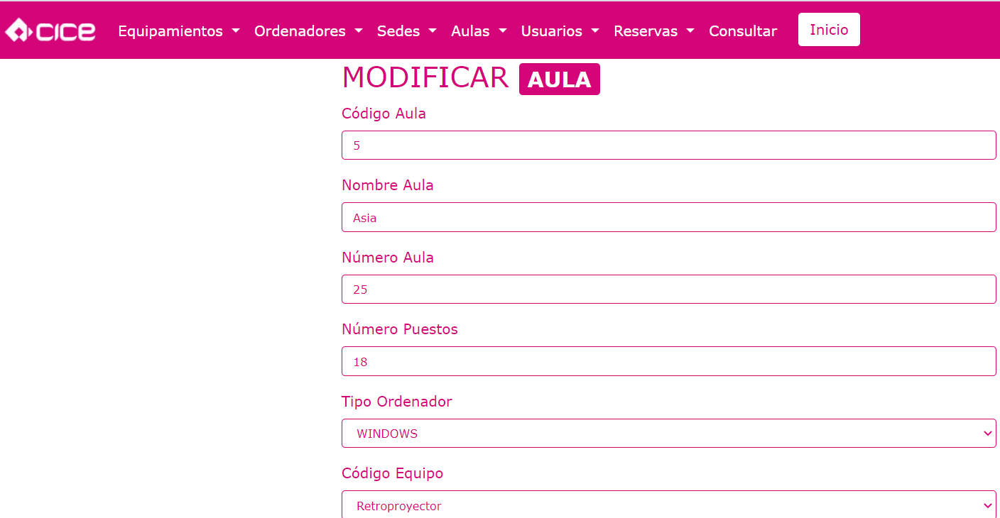 CICE Equipamientos Ordenadores Sedes Aulas Usuarios Reservas Consultar Inicio
MODIFICAR AULA
Código Aula
5
Nombre Aula
Asia
Número Aula
25
Número Puestos
18
Tipo Ordenador
WINDOWS
Código Equipo
Retroproyector